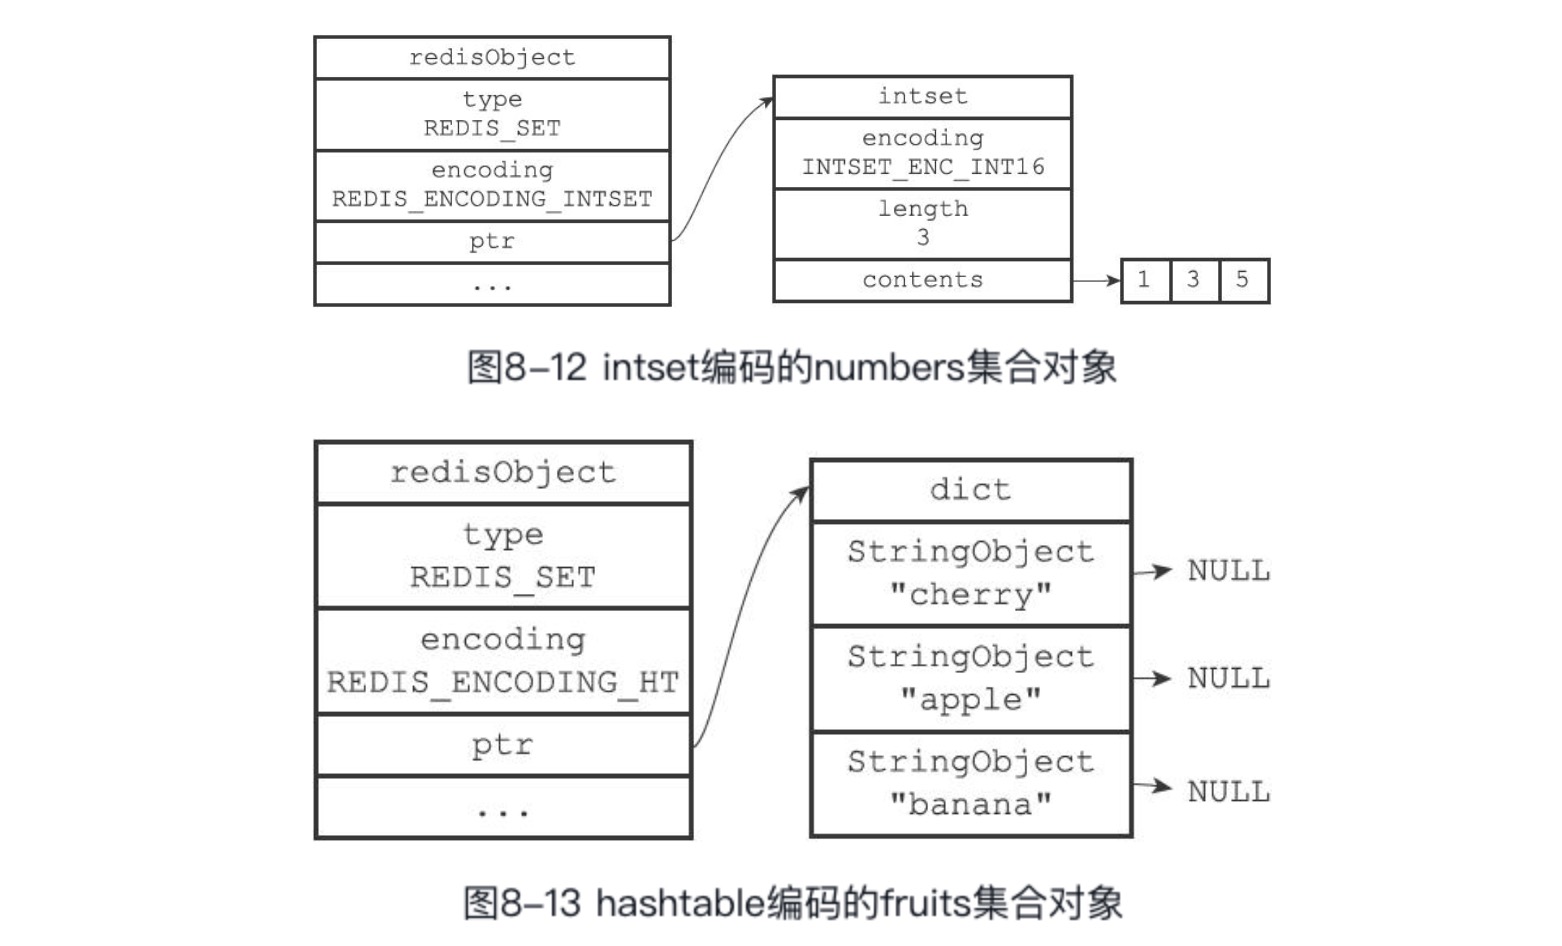 redisObject
type
REDIS_SET
encoding
REDIS_ENCODING_INTSET
ptr
...
intset
encoding
INTSET_ENC_INT16
length
3
contents
1 3 5
图8-12 intset编码的numbers集合对象
redisObject
type
REDIS_SET
encoding
REDIS_ENCODING_HT
ptr
...
dict
StringObject
"cherry"
NULL
StringObject
"apple"
NULL
StringObject
"banana"
NULL
图8-13 hashtable编码的fruits集合对象